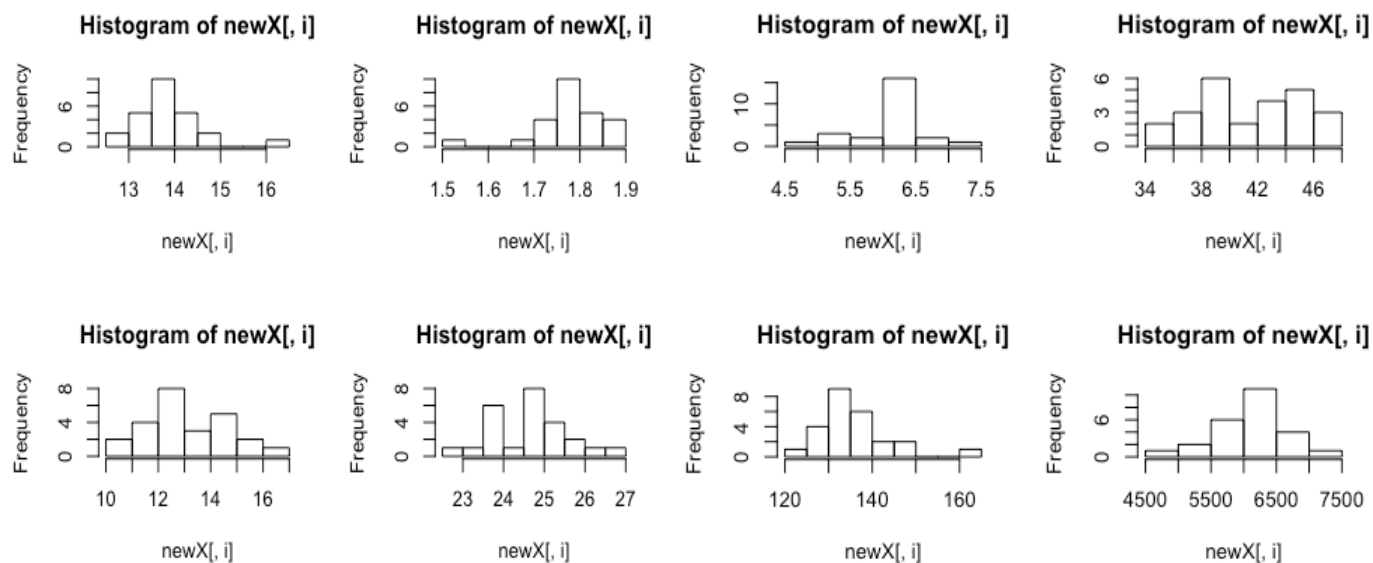 Histogram of newX[, i]
Frequency
0 6
13 14 15 16
newX[, i]
Histogram of newX[, i]
Frequency
0 6
1.5 1.6 1.7 1.8 1.9
newX[, i]
Histogram of newX[, i]
Frequency
0 10
4.5 5.5 6.5 7.5
newX[, i]
Histogram of newX[, i]
Frequency
0 3 6
34 38 42 46
newX[, i]
Histogram of newX[, i]
Frequency
0 4 8
10 12 14 16
newX[, i]
Histogram of newX[, i]
Frequency
0 4 8
23 24 25 26 27
newX[, i]
Histogram of newX[, i]
Frequency
0 4 8
120 140 160
newX[, i]
Histogram of newX[, i]
Frequency
0 6
4500 5500 6500 7500
newX[, i]